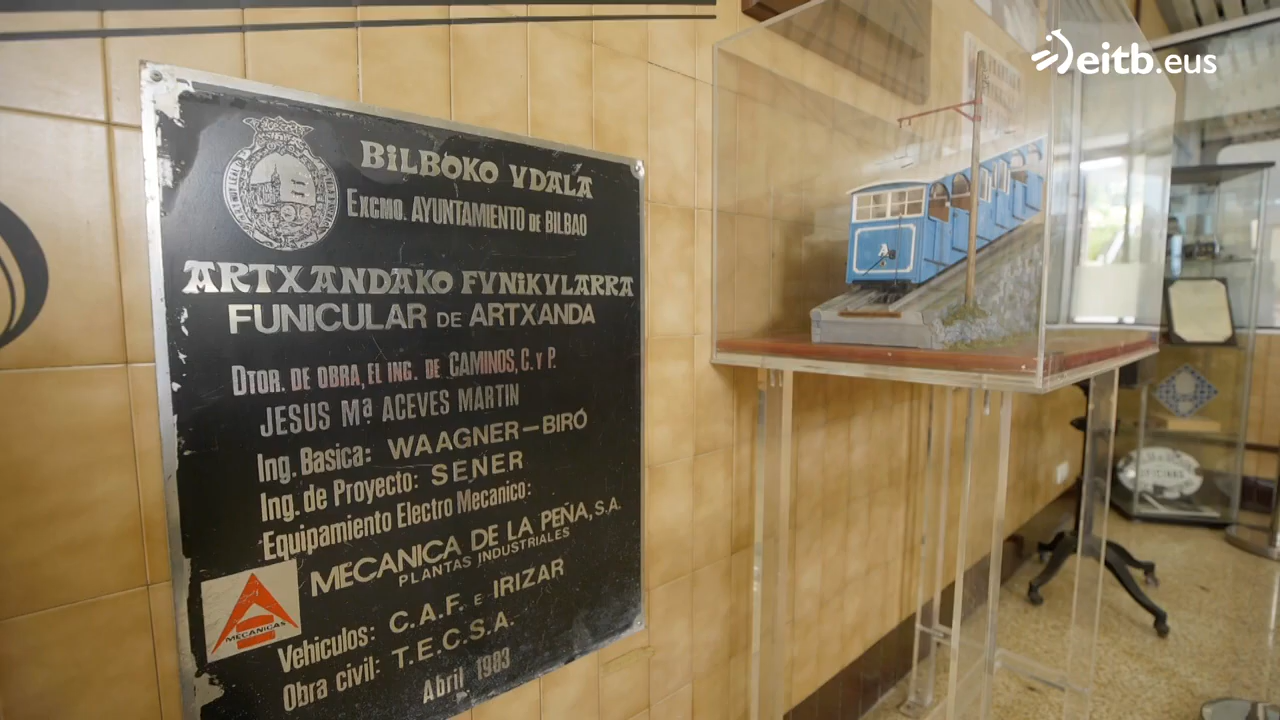 eitb.eus
BiLBOKO VDALA
EXCMO. AYUNTAMIENTO DE BILBAO
ARTXANDAKO FVNiKVLARRA
FUNICULAR DE ARTXANDA
DTOR. DE OBRA, EL ING. DE CAMINOS, C. Y P.
JESUS Mª ACEVES MARTIN
Ing. Basica: WAAGNER-BIRÓ
Ing. de Proyecto: SENER
Equipamiento Electro Mecanico:
MECANICA DE LA PEÑA, S.A.
PLANTAS INDUSTRIALES
MECANICAS
Vehiculos: C.A.F. E IRIZAR
Obra civil: T.E.C.S.A.
Abril 1983
OFICINAS